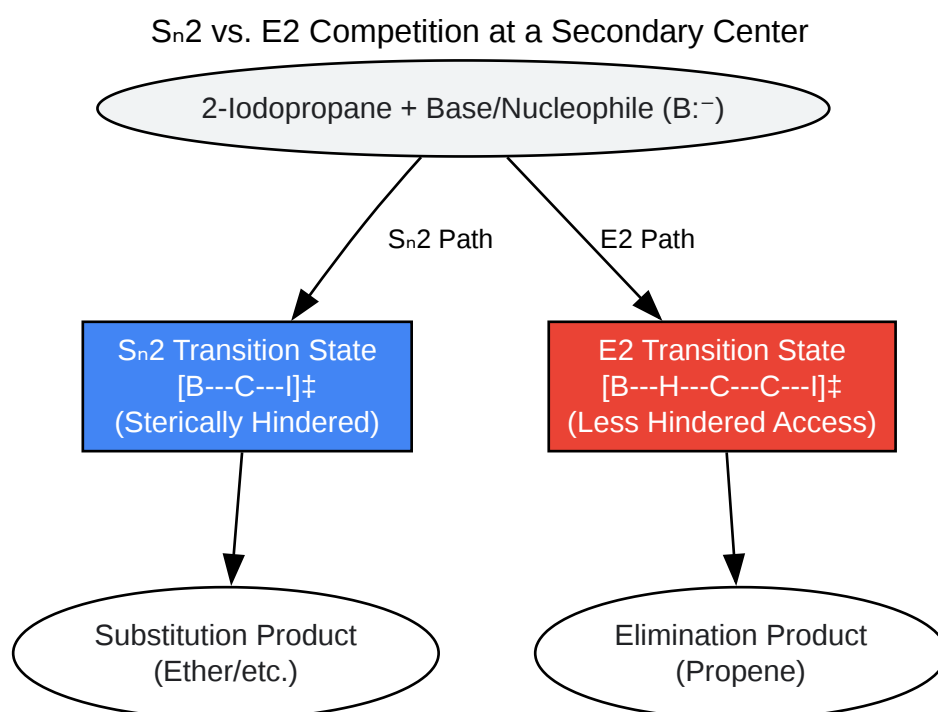 Sₙ2 vs. E2 Competition at a Secondary Center
2-Iodopropane + Base/Nucleophile (B:⁻)
Sₙ2 Path
E2 Path
Sₙ2 Transition State
[B---C---I]‡
(Sterically Hindered)
E2 Transition State
[B---H---C---C---I]‡
(Less Hindered Access)
Substitution Product
(Ether/etc.)
Elimination Product
(Propene)